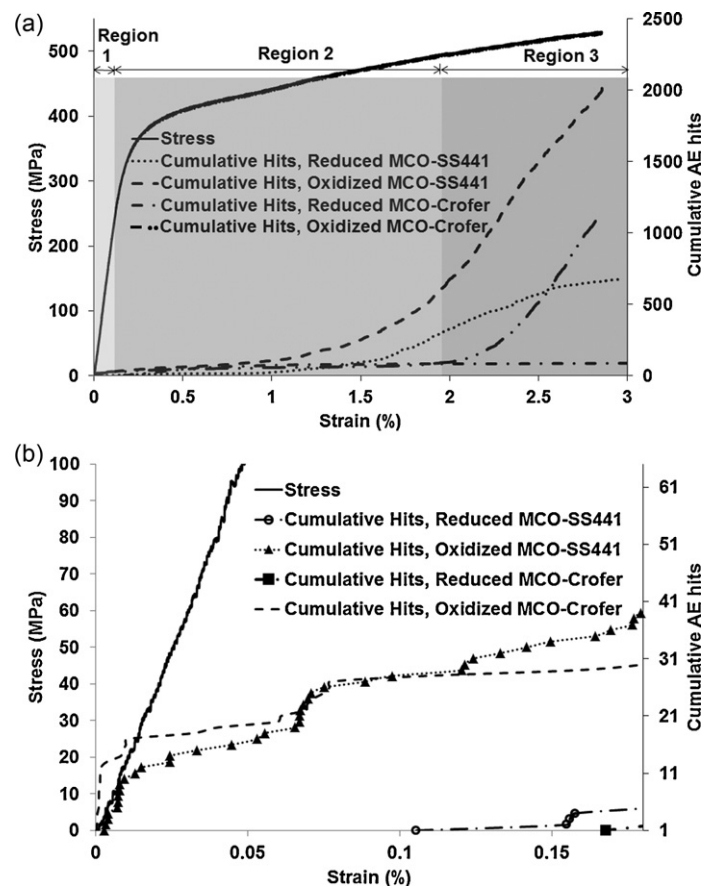 (a)
Region
1
Region 2
Region 3
500
400
300
200
100
0
Stress (MPa)
2500
2000
1500
1000
500
0
Cumulative AE hits
Stress
Cumulative Hits, Reduced MCO-SS441
Cumulative Hits, Oxidized MCO-SS441
Cumulative Hits, Reduced MCO-Crofer
Cumulative Hits, Oxidized MCO-Crofer
0 0.5 1 1.5 2 2.5 3
Strain (%)
(b)
100
90
80
70
60
50
40
30
20
10
0
Stress (MPa)
61
51
41
31
21
11
1
Cumulative AE hits
Stress
Cumulative Hits, Reduced MCO-SS441
Cumulative Hits, Oxidized MCO-SS441
Cumulative Hits, Reduced MCO-Crofer
Cumulative Hits, Oxidized MCO-Crofer
0 0.05 0.1 0.15
Strain (%)